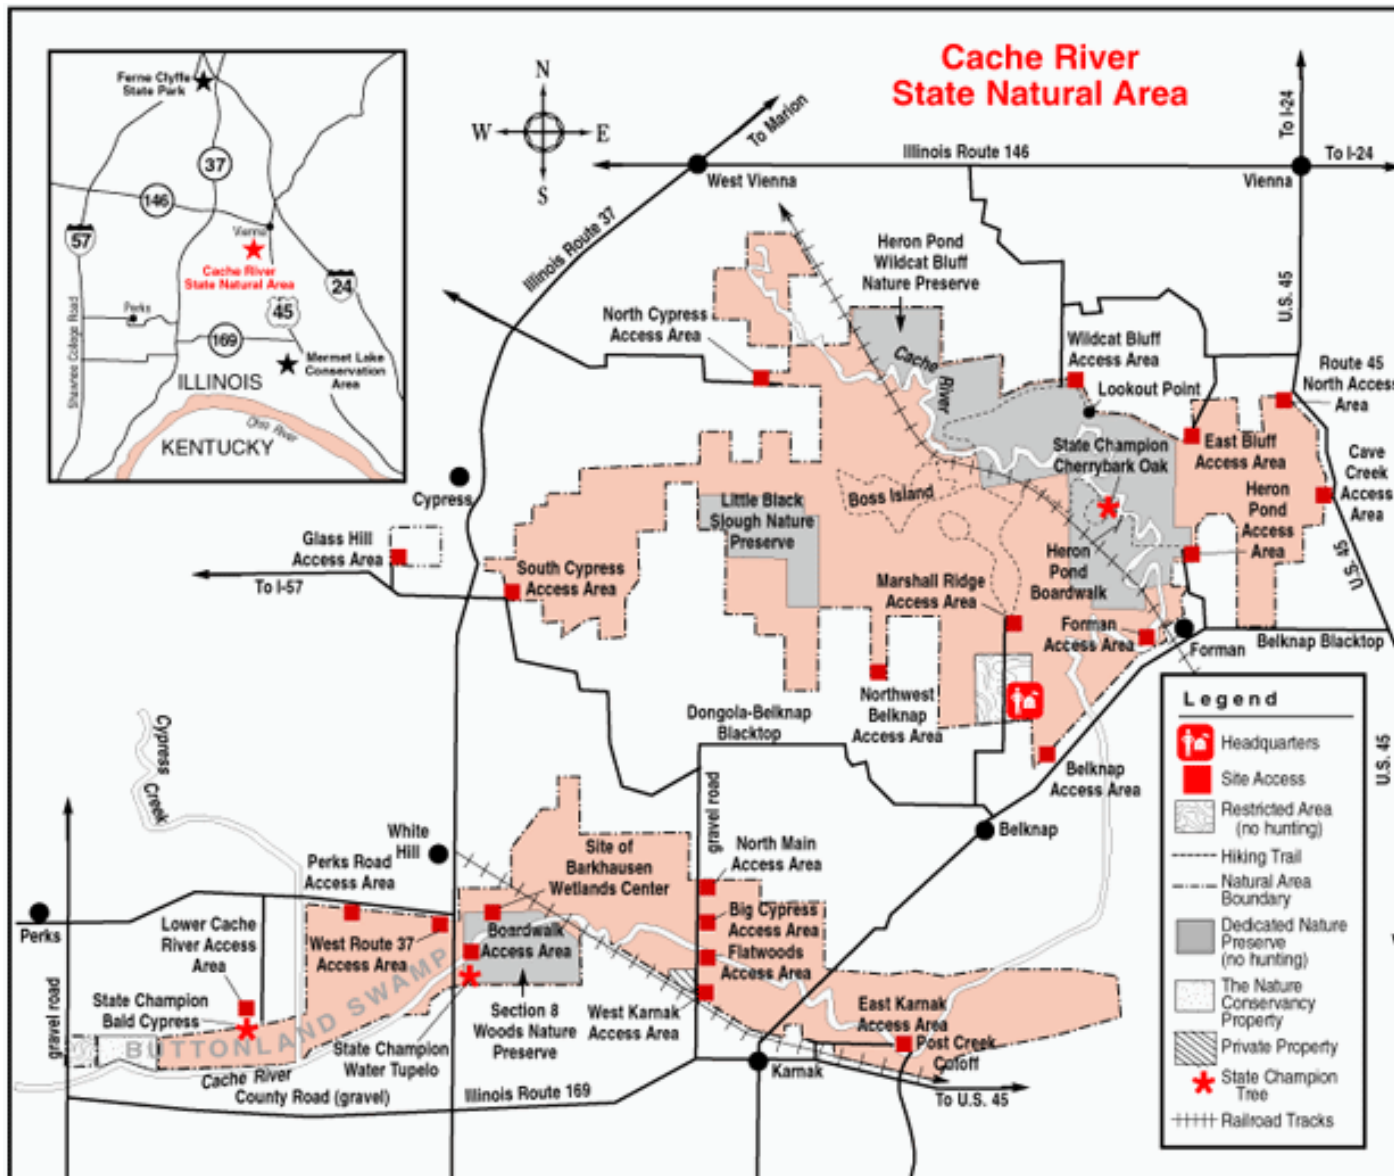 Cache River
State Natural Area
Ferne Clyffe
State Park
37
146
57
Vienna
Cache River
State Natural Area
24
45
Perks
169
Shawnee College Road
Mermet Lake
Conservation
Area
ILLINOIS
Ohio River
KENTUCKY
N
W
E
S
To Marion
West Vienna
Illinois Route 146
To I-24
To I-24
Vienna
Illinois Route 37
U.S. 45
Heron Pond
Wildcat Bluff
Nature Preserve
North Cypress
Access Area
Cache
River
Wildcat Bluff
Access Area
Lookout Point
Route 45
North Access
Area
State Champion
Cherrybark Oak
East Bluff
Access Area
Cave
Creek
Access
Area
Cypress
Boss Island
Little Black
Slough Nature
Preserve
Heron
Pond
Access
Area
Glass Hill
Access Area
To I-57
South Cypress
Access Area
Heron
Pond
Boardwalk
Marshall Ridge
Access Area
U.S. 45
Forman
Access Area
Forman
Belknap Blacktop
Northwest
Belknap
Access Area
Dongola-Belknap
Blacktop
Belknap
Access Area
U.S. 45
Cypress Creek
gravel road
Belknap
White
Hill
Perks Road
Access Area
Site of
Barkhausen
Wetlands Center
North Main
Access Area
Perks
Lower Cache
River Access
Area
West Route 37
Access Area
Boardwalk
Access Area
Big Cypress
Access Area
Flatwoods
Access Area
State Champion
Bald Cypress
BUTTONLAND SWAMP
gravel road
Section 8
Woods Nature
Preserve
West Karnak
Access Area
East Karnak
Access Area
Post Creek
Cutoff
State Champion
Water Tupelo
Cache River
County Road (gravel)
Illinois Route 169
Karnak
To U.S. 45
Legend
Headquarters
Site Access
Restricted Area
(no hunting)
Hiking Trail
Natural Area
Boundary
Dedicated Nature
Preserve
(no hunting)
The Nature
Conservancy
Property
Private Property
State Champion
Tree
Railroad Tracks